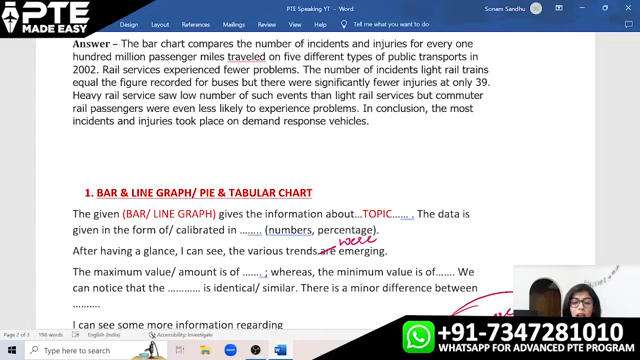 PTE
MADE EASY
PTE Speaking YT - Word
Sonam Sandhu
Design
Layout
References
Mailings
Review
View
Help
Tell me what you want to do
Answer – The bar chart compares the number of incidents and injuries for every one
hundred million passenger miles traveled on five different types of public transports in
2002. Rail services experienced fewer problems. The number of incidents light rail trains
equal the figure recorded for buses but there were significantly fewer injuries at only 39.
Heavy rail service saw low number of such events than light rail services but commuter
rail passengers were even less likely to experience problems. In conclusion, the most
incidents and injuries took place on demand response vehicles.
1. BAR & LINE GRAPH/ PIE & TABULAR CHART
The given (BAR/ LINE GRAPH) gives the information about…TOPIC…… . The data is
given in the form of/ calibrated in …….. (numbers, percentage).
were
After having a glance, I can see, the various trends are emerging.
The maximum value/ amount is of……. ; whereas, the minimum value is of……. We
can notice that the ………… is identical/ similar. There is a minor difference between
……….
I can see some more information regarding
Page 2 of 3
198 words
Accessibility: Investigate
Type here to search
+91-7347281010
WHATSAPP FOR ADVANCED PTE PROGRAM